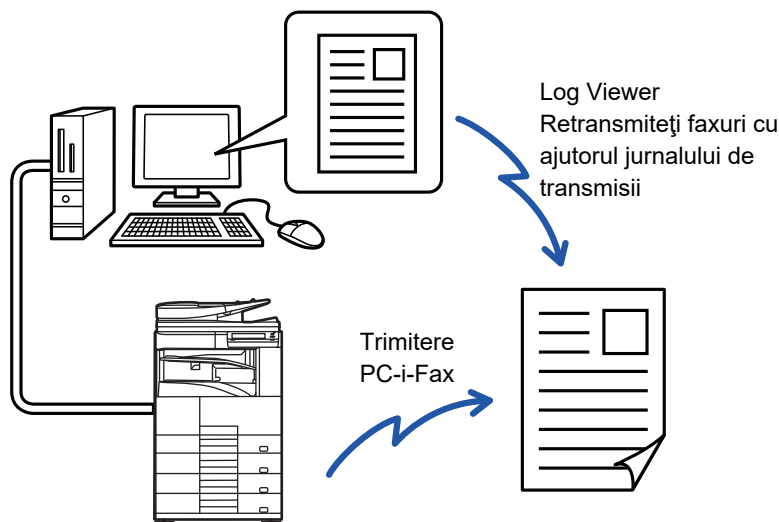 Log Viewer
Retransmiteţi faxuri cu
ajutorul jurnalului de
transmisii
Trimitere
PC-i-Fax